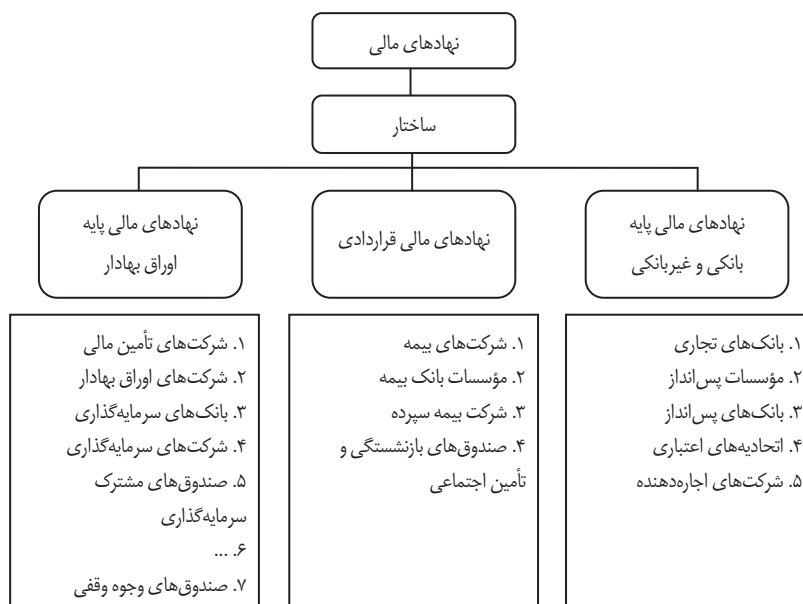 نهادهای مالی
ساختار
نهادهای مالی پایه
بانکی و غیربانکی
نهادهای مالی قراردادی
نهادهای مالی پایه
اوراق بهادار
۱. بانک‌های تجاری
۲. مؤسسات پس‌انداز
۳. بانک‌های پس‌انداز
۴. اتحادیه‌های اعتباری
۵. شرکت‌های اجاره‌دهنده
۱. شرکت‌های بیمه
۲. مؤسسات بانک بیمه
۳. شرکت بیمه سپرده
۴. صندوق‌های بازنشستگی و
تأمین اجتماعی
۱. شرکت‌های تأمین مالی
۲. شرکت‌های اوراق بهادار
۳. بانک‌های سرمایه‌گذاری
۴. شرکت‌های سرمایه‌گذاری
۵. صندوق‌های مشترک
سرمایه‌گذاری
۶. ...
۷. صندوق‌های وجوه وقفی